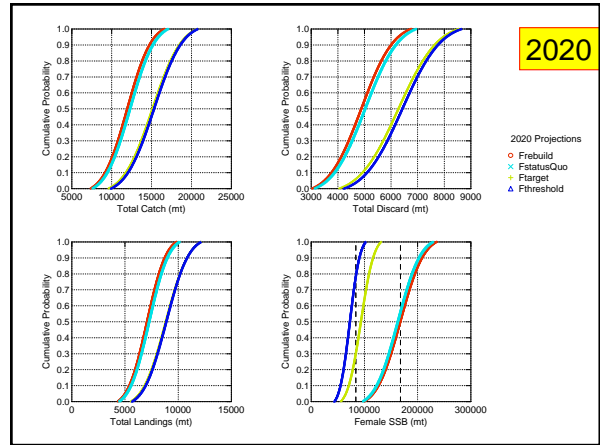 2020
Cumulative Probability
1.0
0.9
0.8
0.7
0.6
0.5
0.4
0.3
0.2
0.1
0.0
5000 10000 15000 20000 25000
Total Catch (mt)
Cumulative Probability
1.0
0.9
0.8
0.7
0.6
0.5
0.4
0.3
0.2
0.1
0.0
3000 4000 5000 6000 7000 8000 9000
Total Discard (mt)
2020 Projections
Frebuild
FstatusQuo
Ftarget
Fthreshold
Cumulative Probability
1.0
0.9
0.8
0.7
0.6
0.5
0.4
0.3
0.2
0.1
0.0
0 5000 10000 15000
Total Landings (mt)
Cumulative Probability
1.0
0.9
0.8
0.7
0.6
0.5
0.4
0.3
0.2
0.1
0.0
0 100000 200000 300000
Female SSB (mt)